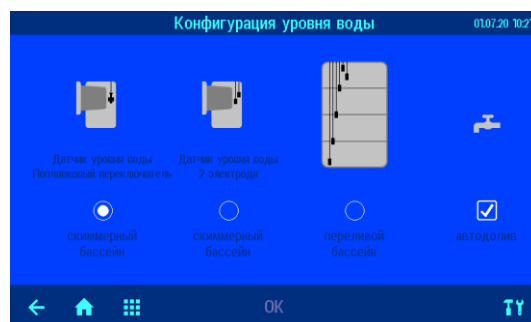 Конфигурация уровня воды
01.07.20 10:27
Датчик уровня воды
Поплавковый переключатель
Датчик уровня воды
2 электрода
скиммерный
бассейн
скиммерный
бассейн
переливой
бассейн
автодолив
OK